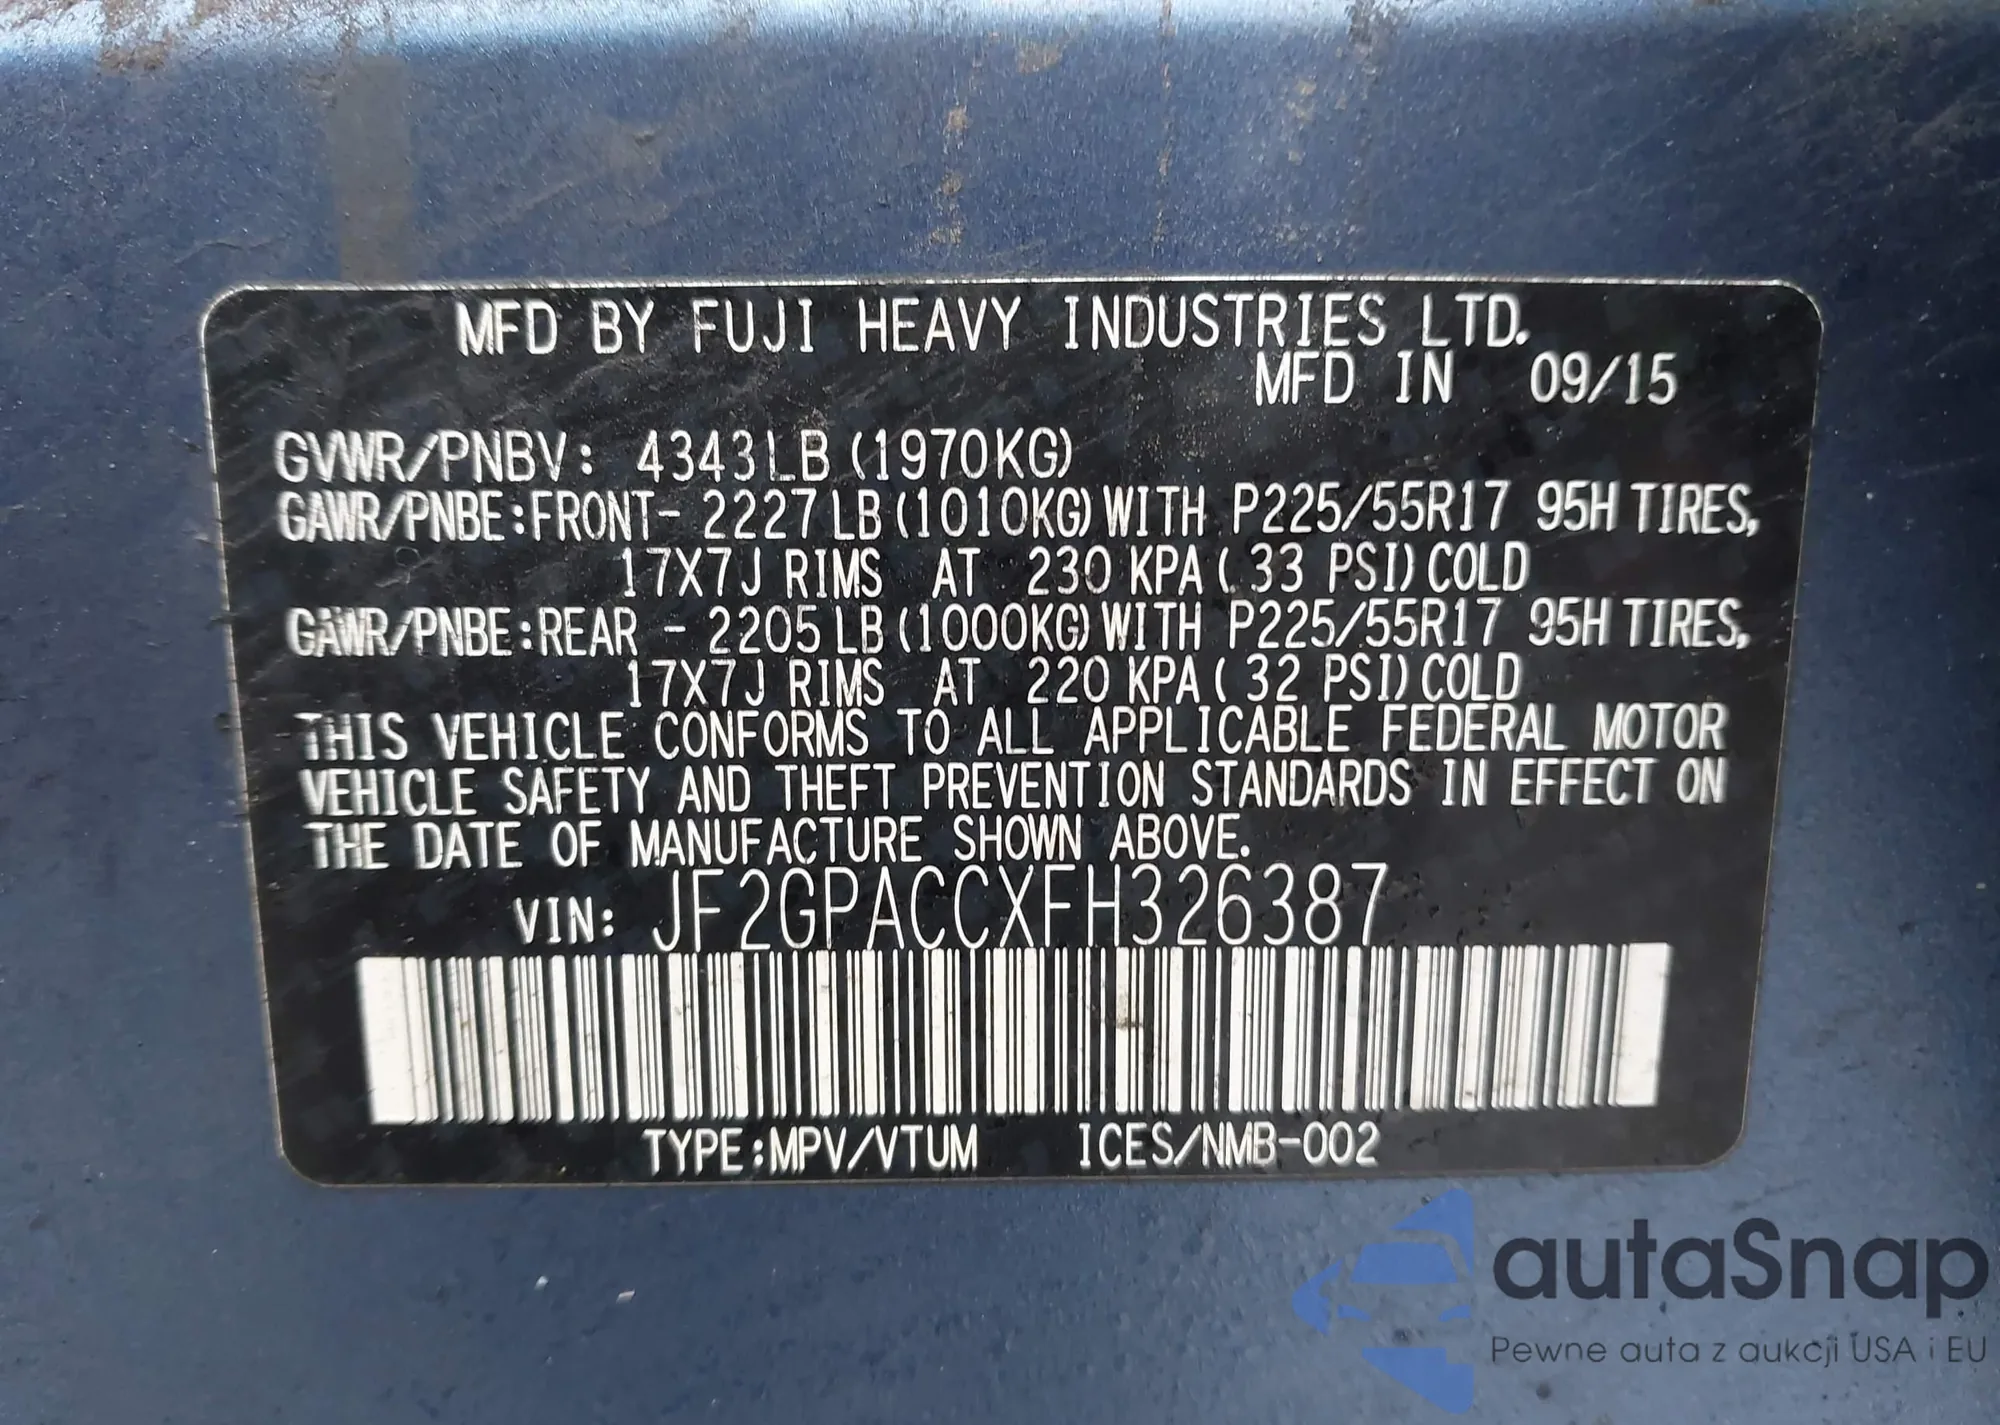 MFD BY FUJI HEAVY INDUSTRIES LTD.
MFD IN 09/15
GVWR/PNBV: 4343LB (1970KG)
GAWR/PNBE:FRONT- 2227LB (1010KG) WITH P225/55R17 95H TIRES,
17X7J RIMS AT 230 KPA ( 33 PSI) COLD
GAWR/PNBE:REAR - 2205LB (1000KG) WITH P225/55R17 95H TIRES,
17X7J RIMS AT 220 KPA ( 32 PSI) COLD
THIS VEHICLE CONFORMS TO ALL APPLICABLE FEDERAL MOTOR
VEHICLE SAFETY AND THEFT PREVENTION STANDARDS IN EFFECT ON
THE DATE OF MANUFACTURE SHOWN ABOVE.
VIN: JF2GPACCXFH326387
TYPE:MPV/VTUM ICES/NMB-002
autaSnap
Pewne auta z aukcji USA i EU